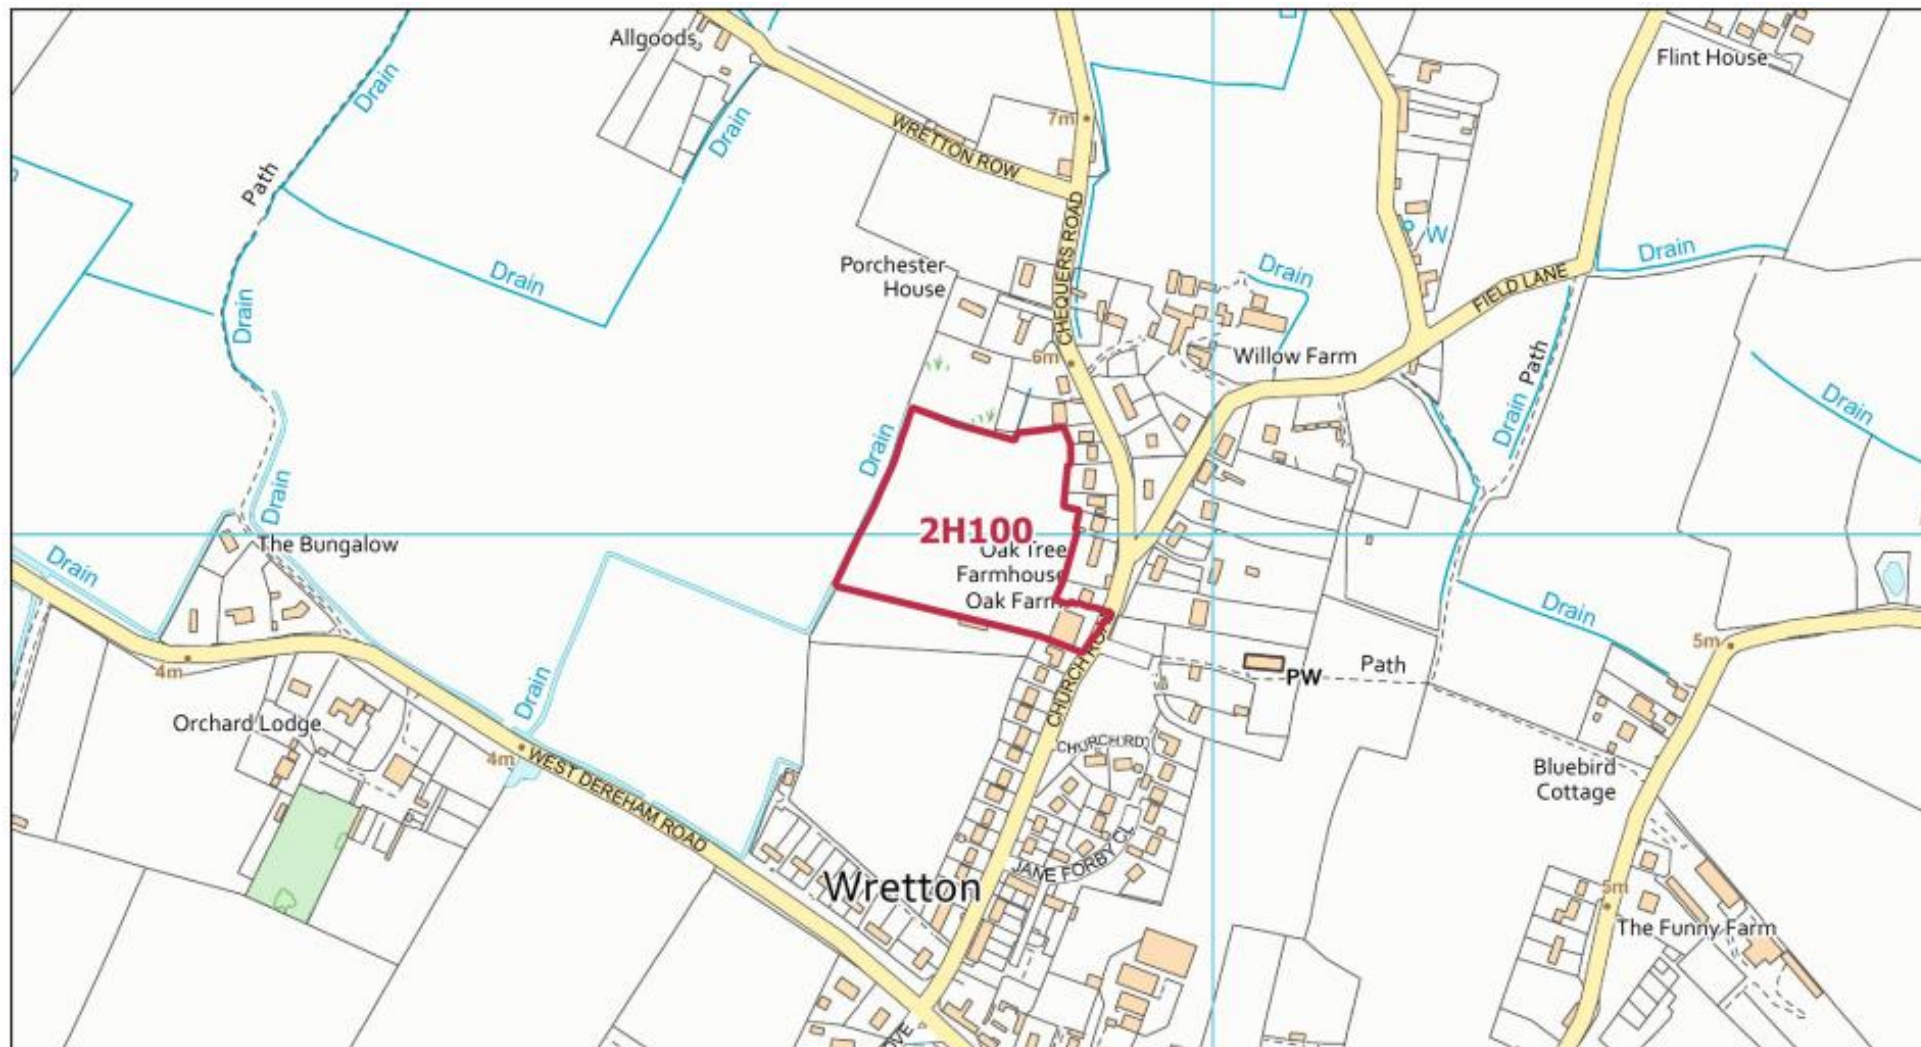 Allgoods
Flint House
Drain
Drain
7m
WRETTON ROW
Path
CHEQUERS ROAD
W
Drain
Porchester
House
Drain
Drain
FIELD LANE
Drain
6m
Willow Farm
Path
Drain
Drain
Drain
Drain
2H100
The Bungalow
Oak Tree
Farmhouse
Oak Farm
Drain
Drain
5m
4m
Path
PW
Drain
CHURCH ROAD
Orchard Lodge
CHURCH RD
4m
WEST DEREHAM ROAD
Bluebird
Cottage
JANE FORBY CL
Wretton
5m
The Funny Farm